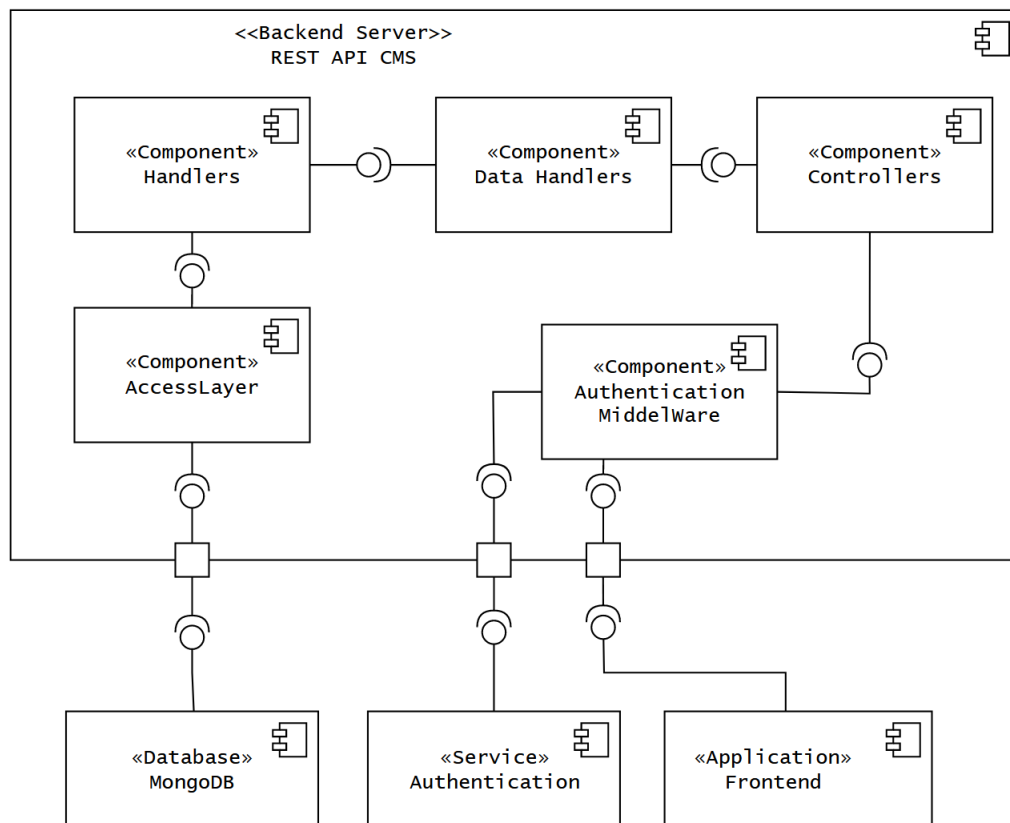 <<Backend Server>>
REST API CMS
«Component»
Handlers
«Component»
Data Handlers
«Component»
Controllers
«Component»
AccessLayer
«Component»
Authentication
MiddelWare
«Database»
MongoDB
«Service»
Authentication
«Application»
Frontend